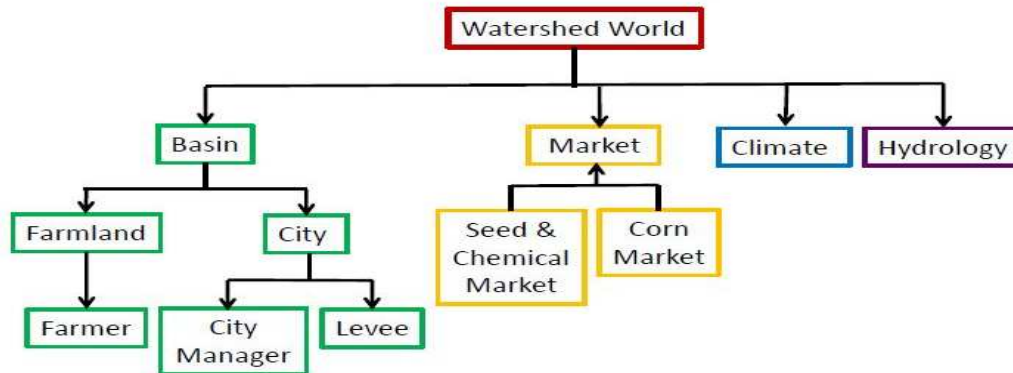 Watershed World
Basin
Market
Climate
Hydrology
Farmland
City
Seed &
Chemical
Market
Corn
Market
Farmer
City
Manager
Levee